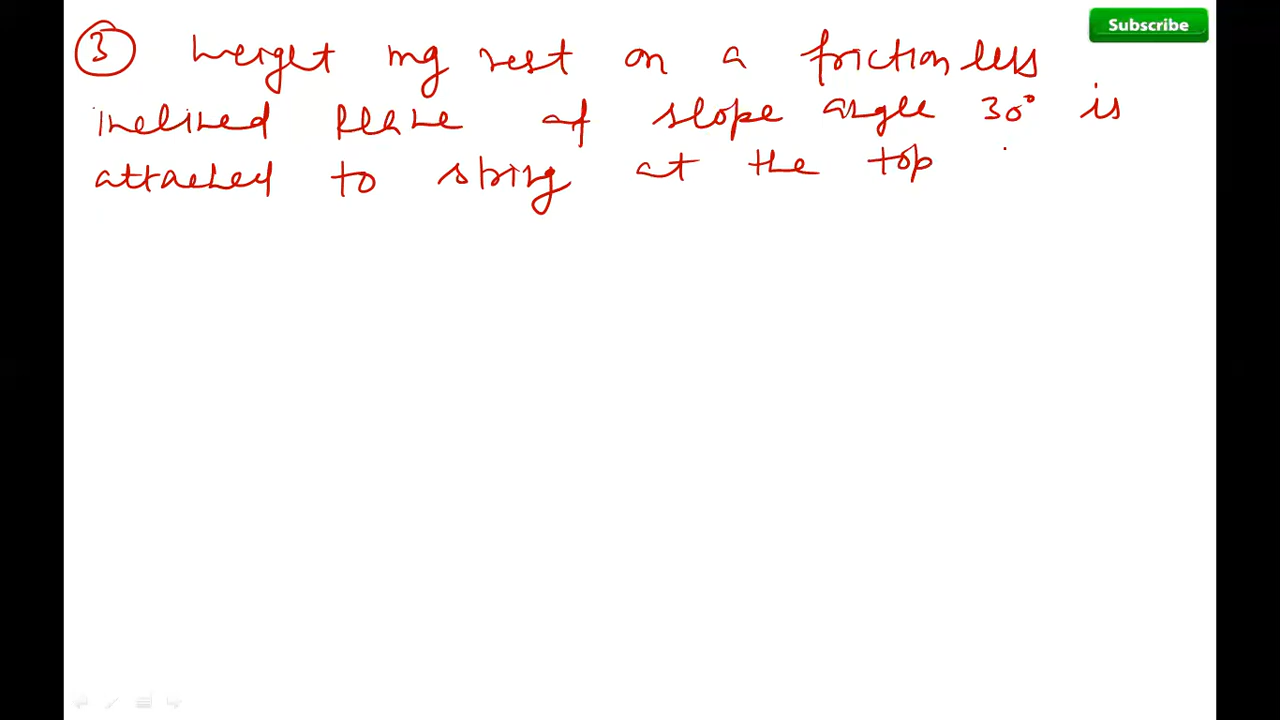 Subscribe
③ Weight mg rest on a frictionless
inclined plane of slope angle 30° is
attached to string at the top